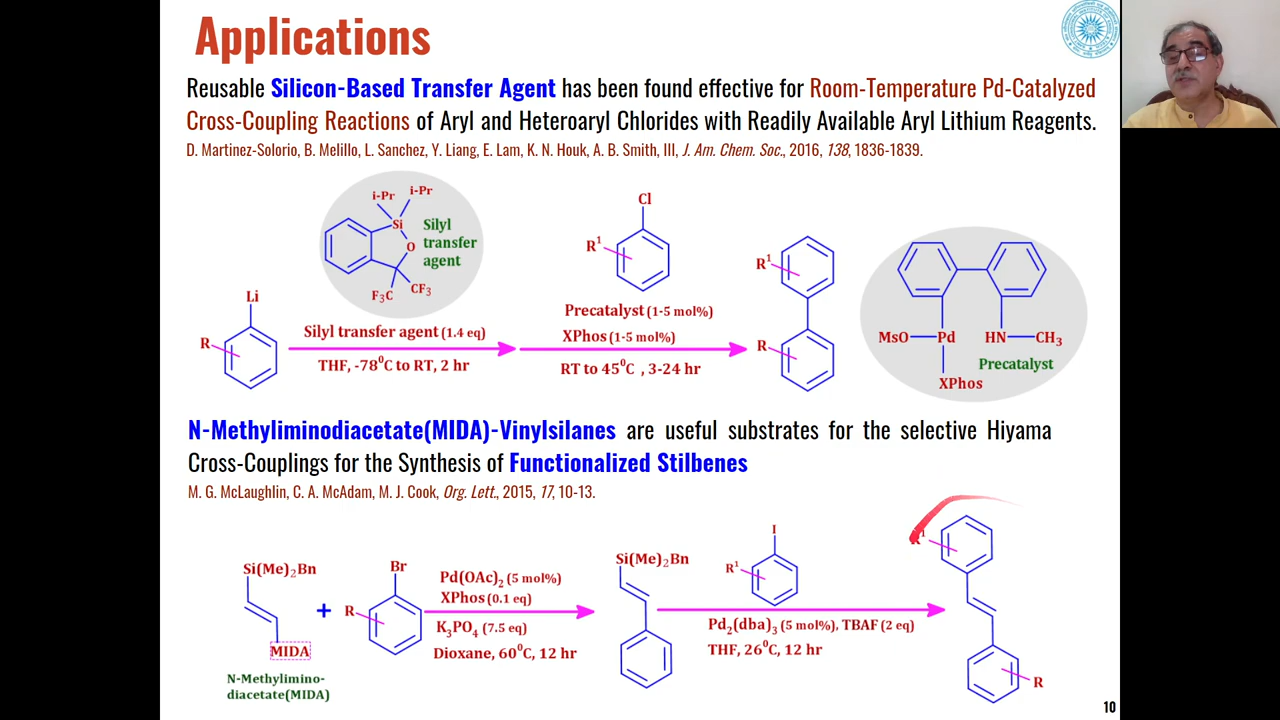 Applications
Reusable Silicon-Based Transfer Agent has been found effective for Room-Temperature Pd-Catalyzed
Cross-Coupling Reactions of Aryl and Heteroaryl Chlorides with Readily Available Aryl Lithium Reagents.
D. Martinez-Solorio, B. Melillo, L. Sanchez, Y. Liang, E. Lam, K. N. Houk, A. B. Smith, III, J. Am. Chem. Soc., 2016, 138, 1836-1839.
i-Pr i-Pr
Si
O
F₃C CF₃
Silyl
transfer
agent
Li
R
Silyl transfer agent (1.4 eq)
THF, -78⁰C to RT, 2 hr
Cl
R¹
Precatalyst (1-5 mol%)
XPhos (1-5 mol%)
RT to 45⁰C , 3-24 hr
R¹
R
MsO Pd HN CH₃
Precatalyst
XPhos
N-Methyliminodiacetate(MIDA)-Vinylsilanes are useful substrates for the selective Hiyama
Cross-Couplings for the Synthesis of Functionalized Stilbenes
M. G. McLaughlin, C. A. McAdam, M. J. Cook, Org. Lett., 2015, 17, 10-13.
Si(Me)₂Bn
MIDA
N-Methylimino-
diacetate(MIDA)
+
Br
R
Pd(OAc)₂ (5 mol%)
XPhos (0.1 eq)
K₃PO₄ (7.5 eq)
Dioxane, 60⁰C, 12 hr
Si(Me)₂Bn
I
R¹
Pd₂(dba)₃ (5 mol%), TBAF (2 eq)
THF, 26⁰C, 12 hr
R¹
R
10